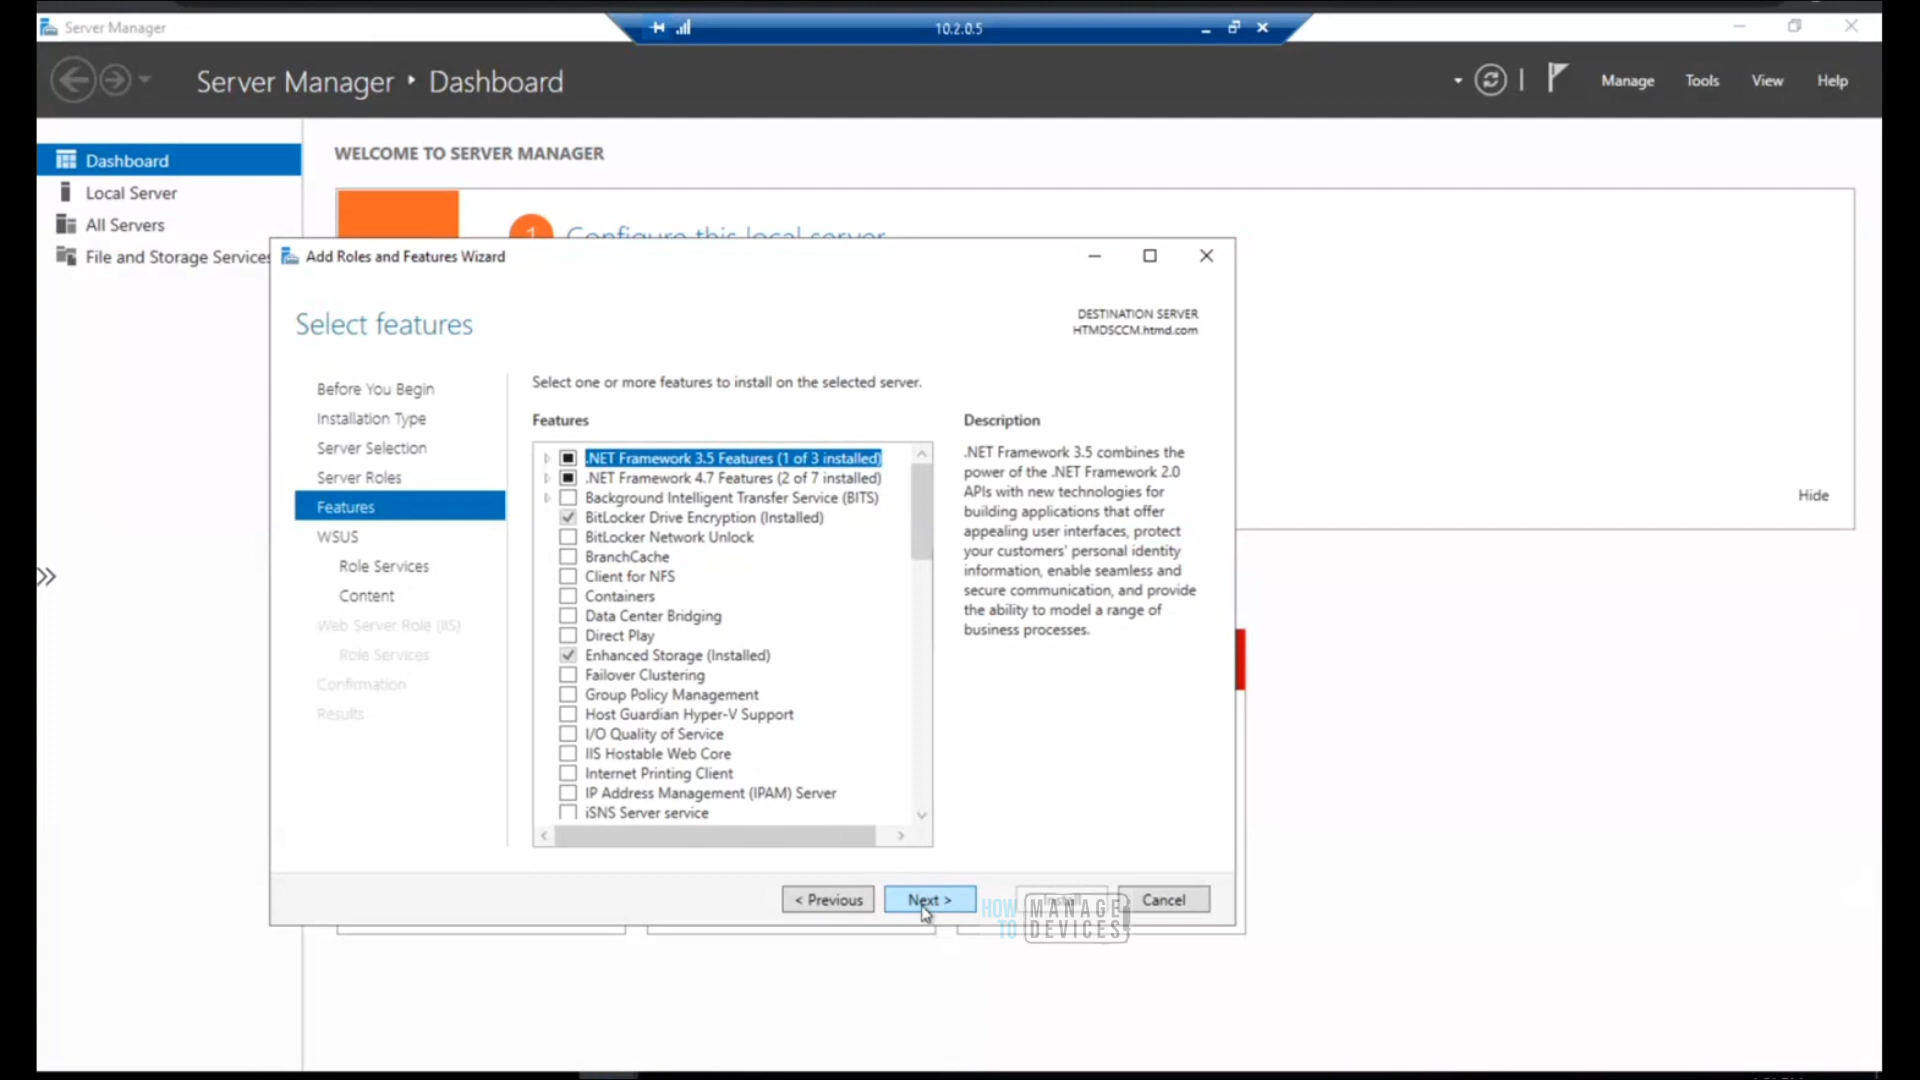 Server Manager
10.2.0.5
Server Manager
Dashboard
Manage
Tools
View
Help
Dashboard
Local Server
All Servers
File and Storage Services
WELCOME TO SERVER MANAGER
1
Configure this local server
Hide
Add Roles and Features Wizard
Select features
DESTINATION SERVER
HTMDSCCM.htmd.com
Before You Begin
Installation Type
Server Selection
Server Roles
Features
WSUS
Role Services
Content
Web Server Role (IIS)
Role Services
Confirmation
Results
Select one or more features to install on the selected server.
Features
.NET Framework 3.5 Features (1 of 3 installed)
.NET Framework 4.7 Features (2 of 7 installed)
Background Intelligent Transfer Service (BITS)
BitLocker Drive Encryption (Installed)
BitLocker Network Unlock
BranchCache
Client for NFS
Containers
Data Center Bridging
Direct Play
Enhanced Storage (Installed)
Failover Clustering
Group Policy Management
Host Guardian Hyper-V Support
I/O Quality of Service
IIS Hostable Web Core
Internet Printing Client
IP Address Management (IPAM) Server
iSNS Server service
Description
.NET Framework 3.5 combines the
power of the .NET Framework 2.0
APIs with new technologies for
building applications that offer
appealing user interfaces, protect
your customers' personal identity
information, enable seamless and
secure communication, and provide
the ability to model a range of
business processes.
< Previous
Next >
Cancel
HOW MANAGE
TO DEVICES